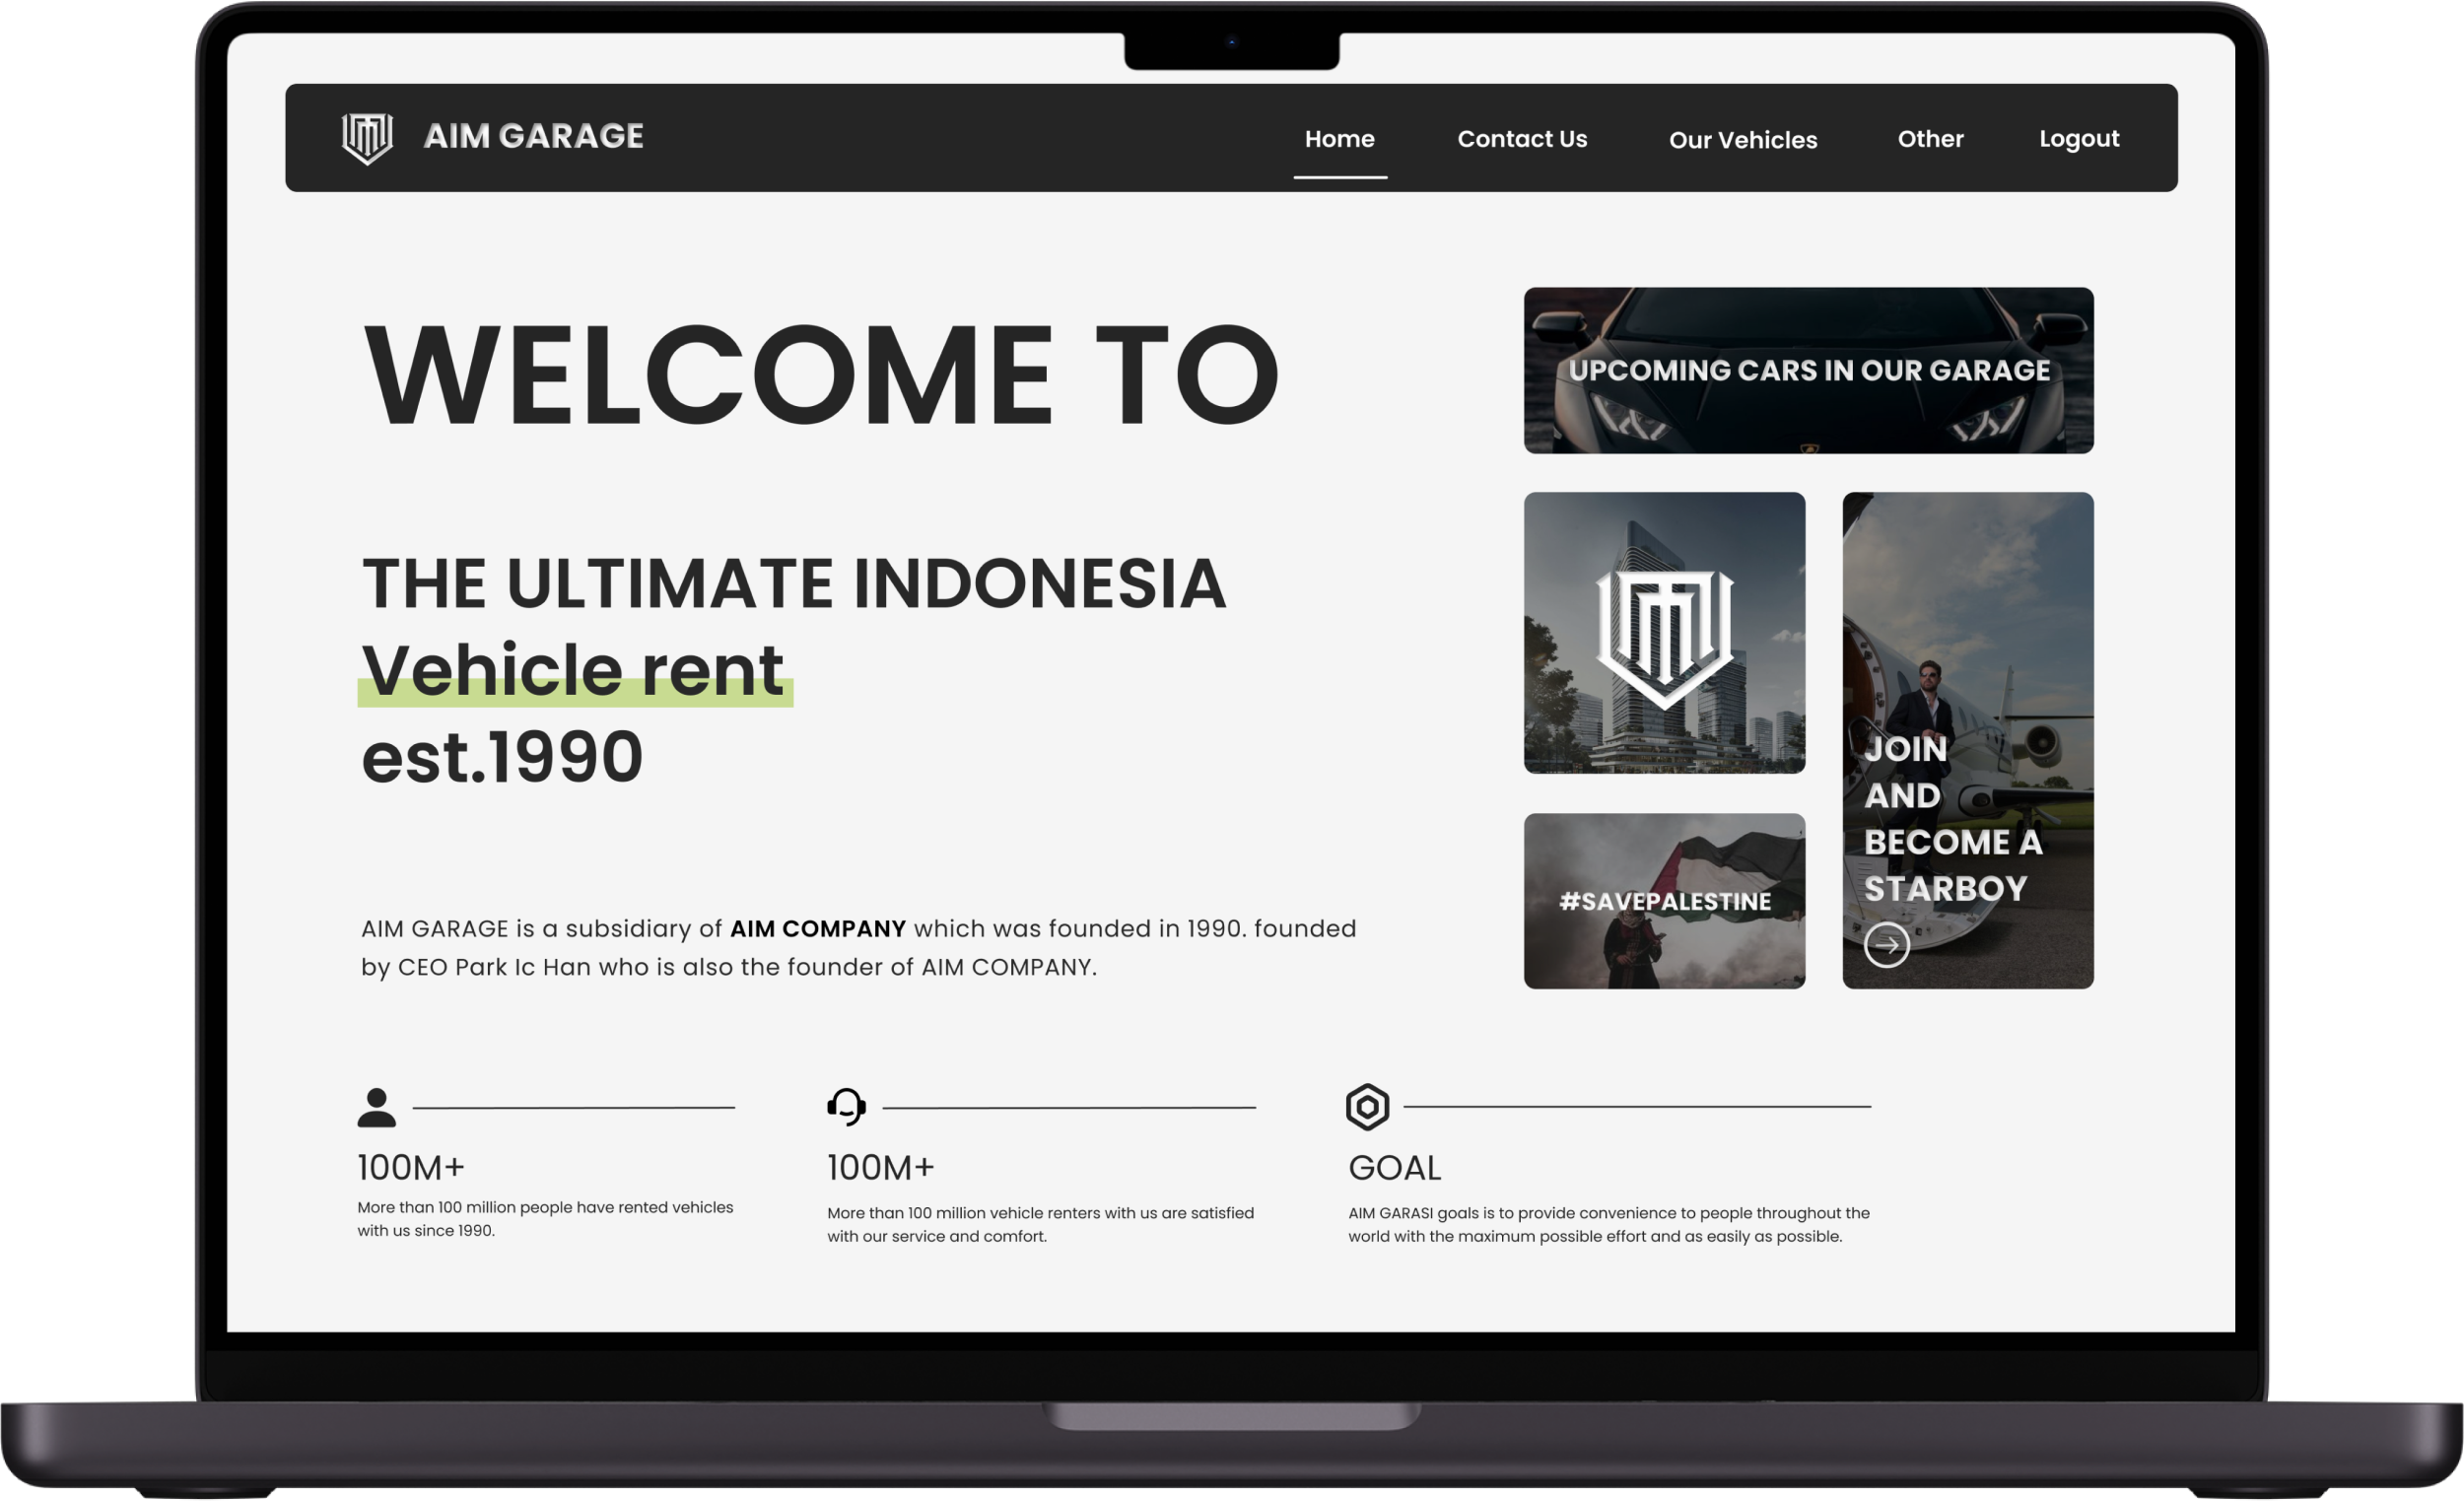 AIM GARAGE
Home
Contact Us
Our Vehicles
Other
Logout
WELCOME TO
THE ULTIMATE INDONESIA
Vehicle rent
est.1990
AIM GARAGE is a subsidiary of AIM COMPANY which was founded in 1990. founded
by CEO Park Ic Han who is also the founder of AIM COMPANY.
UPCOMING CARS IN OUR GARAGE
#SAVEPALESTINE
JOIN
AND
BECOME A
STARBOY
100M+
More than 100 million people have rented vehicles
with us since 1990.
100M+
More than 100 million vehicle renters with us are satisfied
with our service and comfort.
GOAL
AIM GARASI goals is to provide convenience to people throughout the
world with the maximum possible effort and as easily as possible.